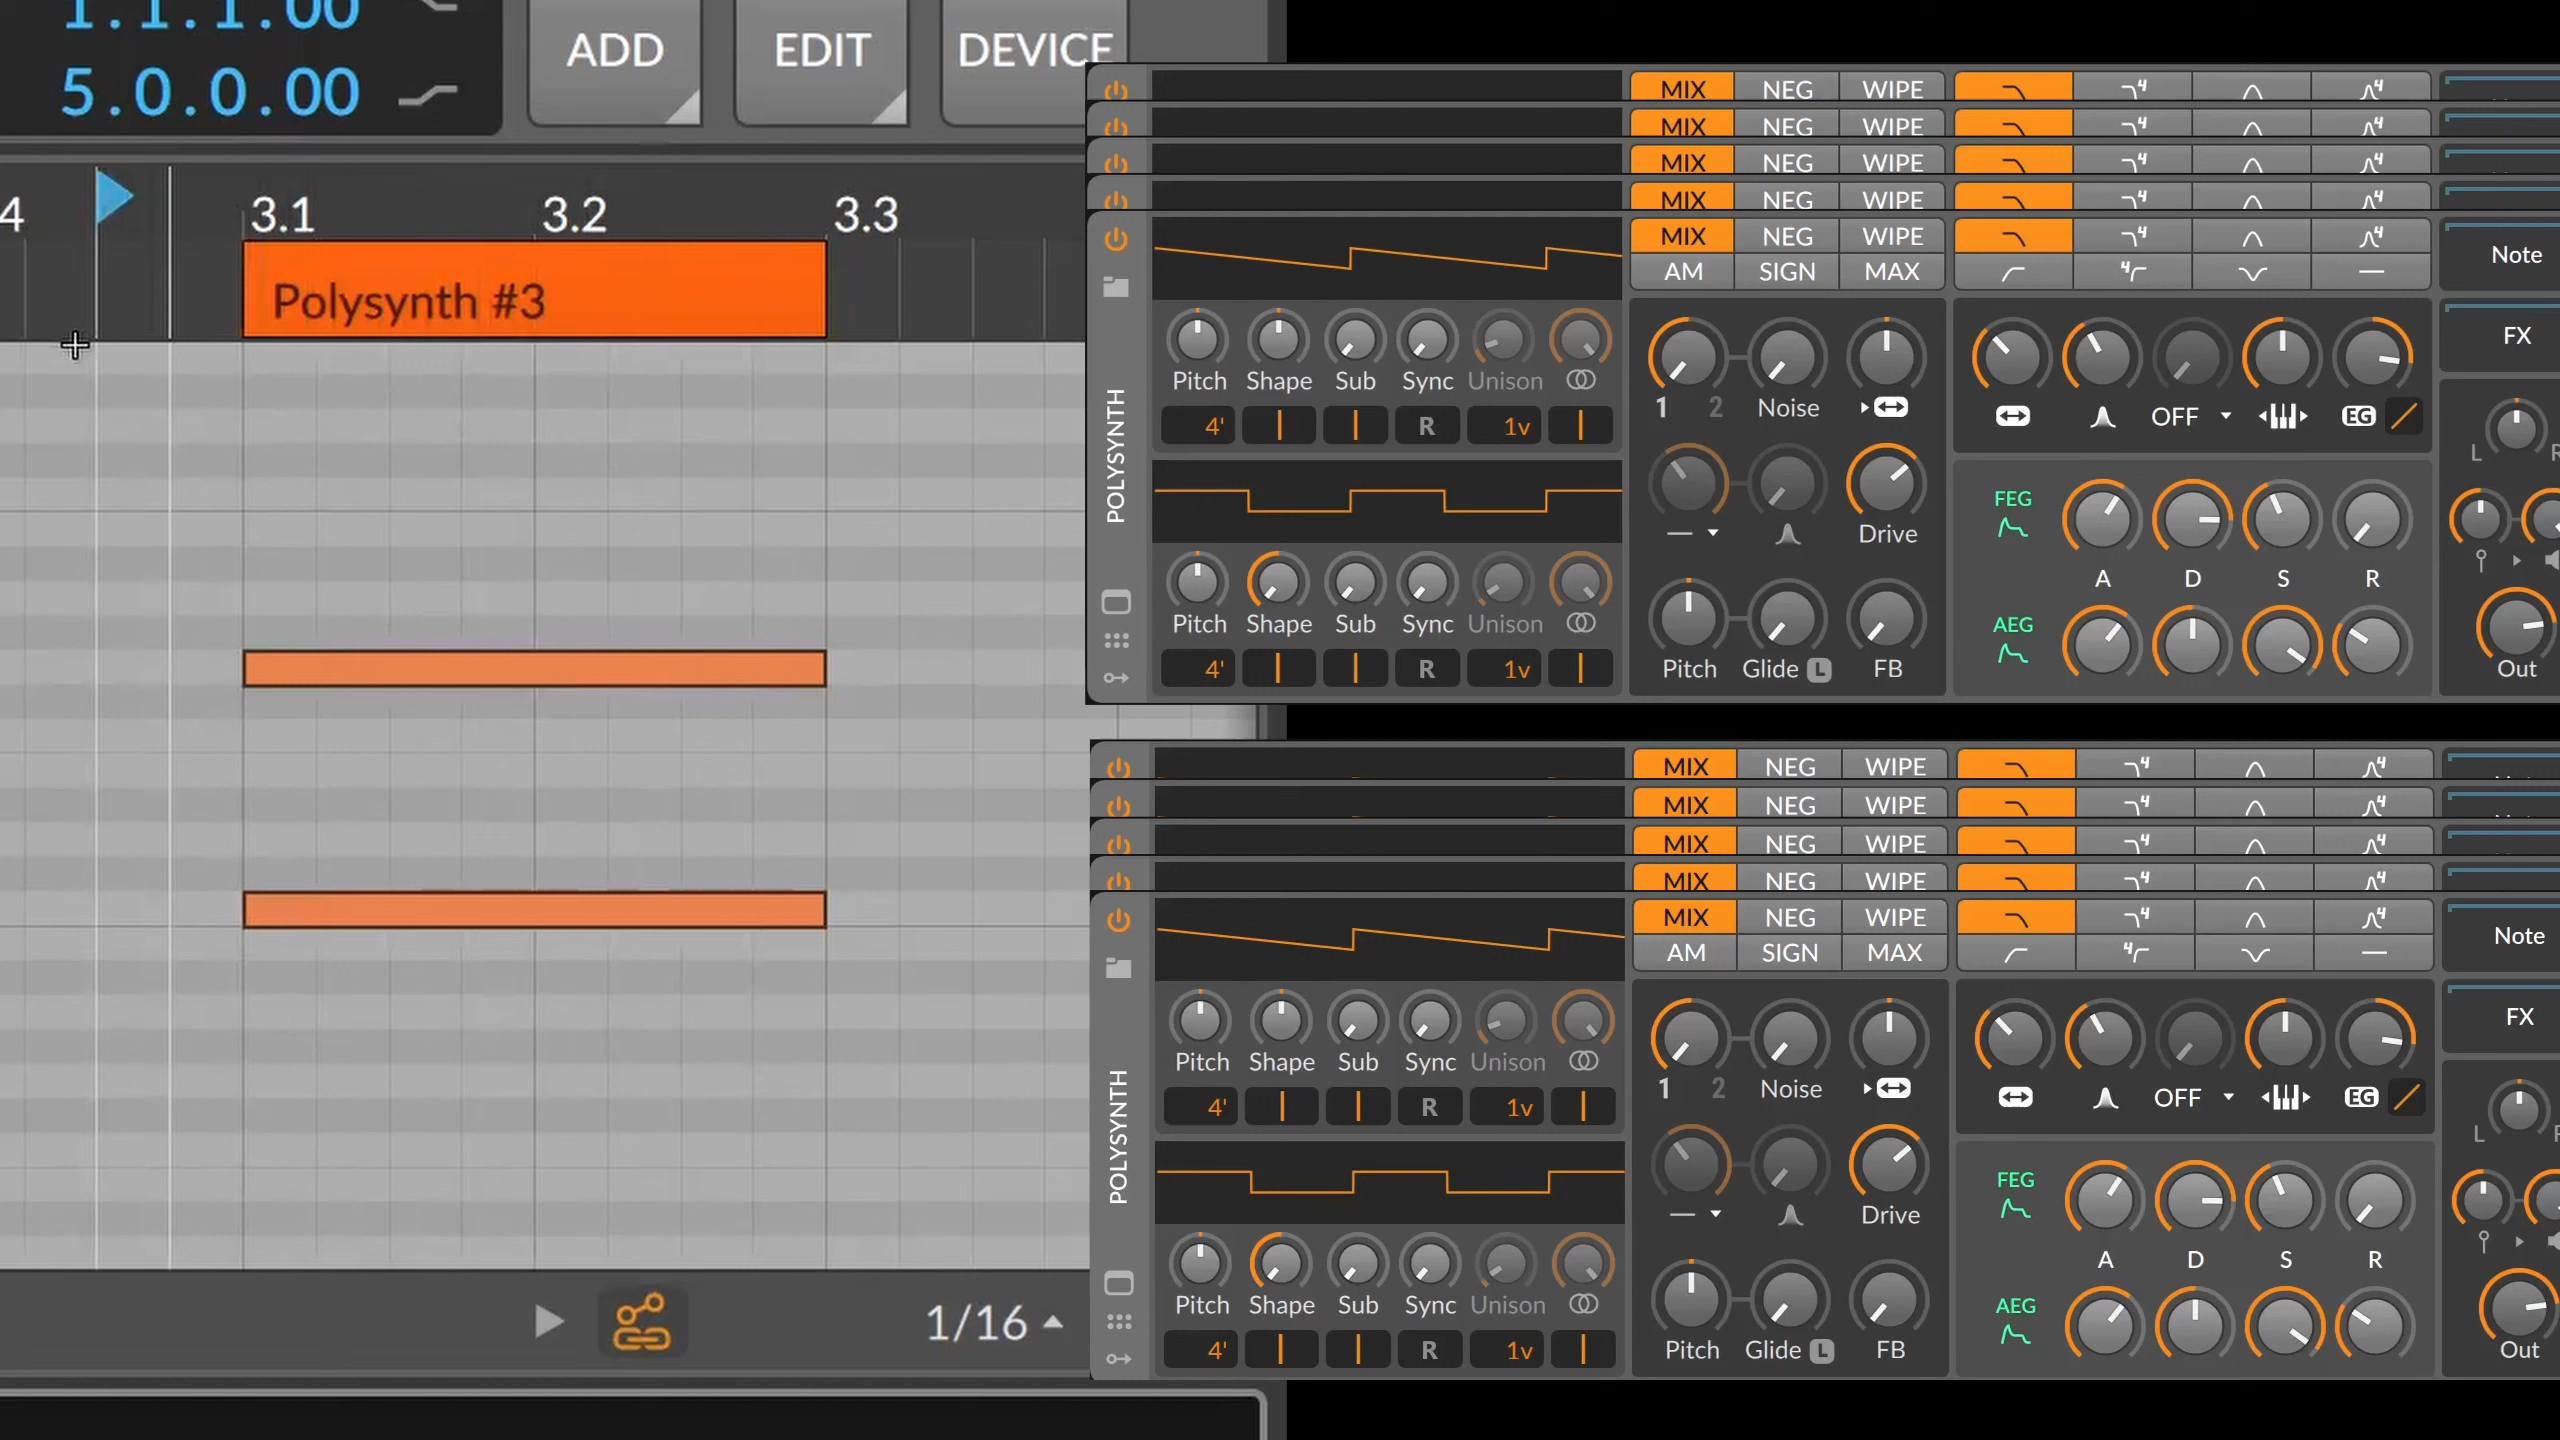 1.1.1.00
5.0.0.00
ADD
EDIT
DEVICE
4
3.1
3.2
3.3
Polysynth #3
1/16
MIX NEG WIPE
MIX NEG WIPE
MIX NEG WIPE
MIX NEG WIPE
MIX NEG WIPE
AM SIGN MAX
Note
FX
POLYSYNTH
Pitch Shape Sub Sync Unison
4' R 1v
1 2 Noise
OFF
EG
L R
Drive
FEG
A D S R
AEG
Pitch Shape Sub Sync Unison
4' R 1v
Pitch Glide L FB
Out
MIX NEG WIPE
MIX NEG WIPE
MIX NEG WIPE
MIX NEG WIPE
MIX NEG WIPE
AM SIGN MAX
Note
FX
POLYSYNTH
Pitch Shape Sub Sync Unison
4' R 1v
1 2 Noise
OFF
EG
L
Drive
FEG
A D S R
AEG
Pitch Shape Sub Sync Unison
4' R 1v
Pitch Glide L FB
Out